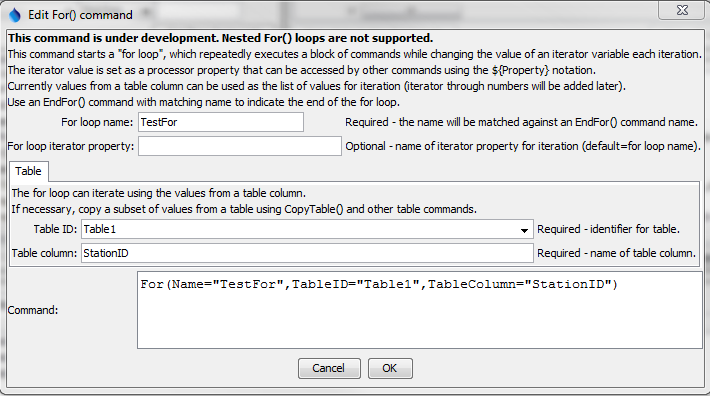 Edit For() command
This command is under development. Nested For() loops are not supported.
This command starts a "for loop", which repeatedly executes a block of commands while changing the value of an iterator variable each iteration.
The iterator value is set as a processor property that can be accessed by other commands using the ${Property} notation.
Currently values from a table column can be used as the list of values for iteration (iterator through numbers will be added later).
Use an EndFor() command with matching name to indicate the end of the for loop.
For loop name: TestFor Required - the name will be matched against an EndFor() command name.
For loop iterator property: Optional - name of iterator property for iteration (default=for loop name).
Table
The for loop can iterate using the values from a table column.
If necessary, copy a subset of values from a table using CopyTable() and other table commands.
Table ID: Table1 Required - identifier for table.
Table column: StationID Required - name of table column.
Command: For(Name="TestFor",TableID="Table1",TableColumn="StationID")
Cancel OK